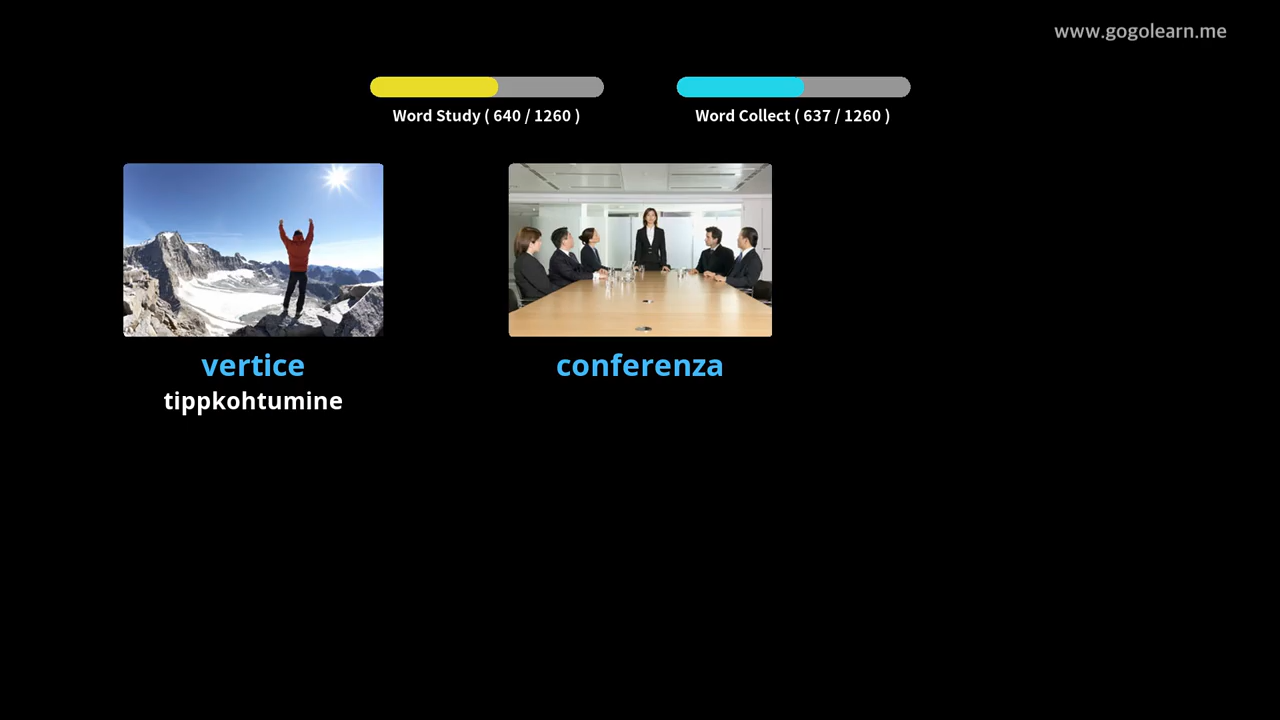 www.gogolearn.me
Word Study ( 640 / 1260 )
Word Collect ( 637 / 1260 )
vertice
tippkohtumine
conferenza